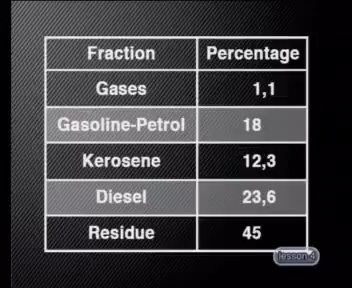 Fraction Percentage
Gases 1,1
Gasoline-Petrol 18
Kerosene 12,3
Diesel 23,6
Residue 45
lesson 4